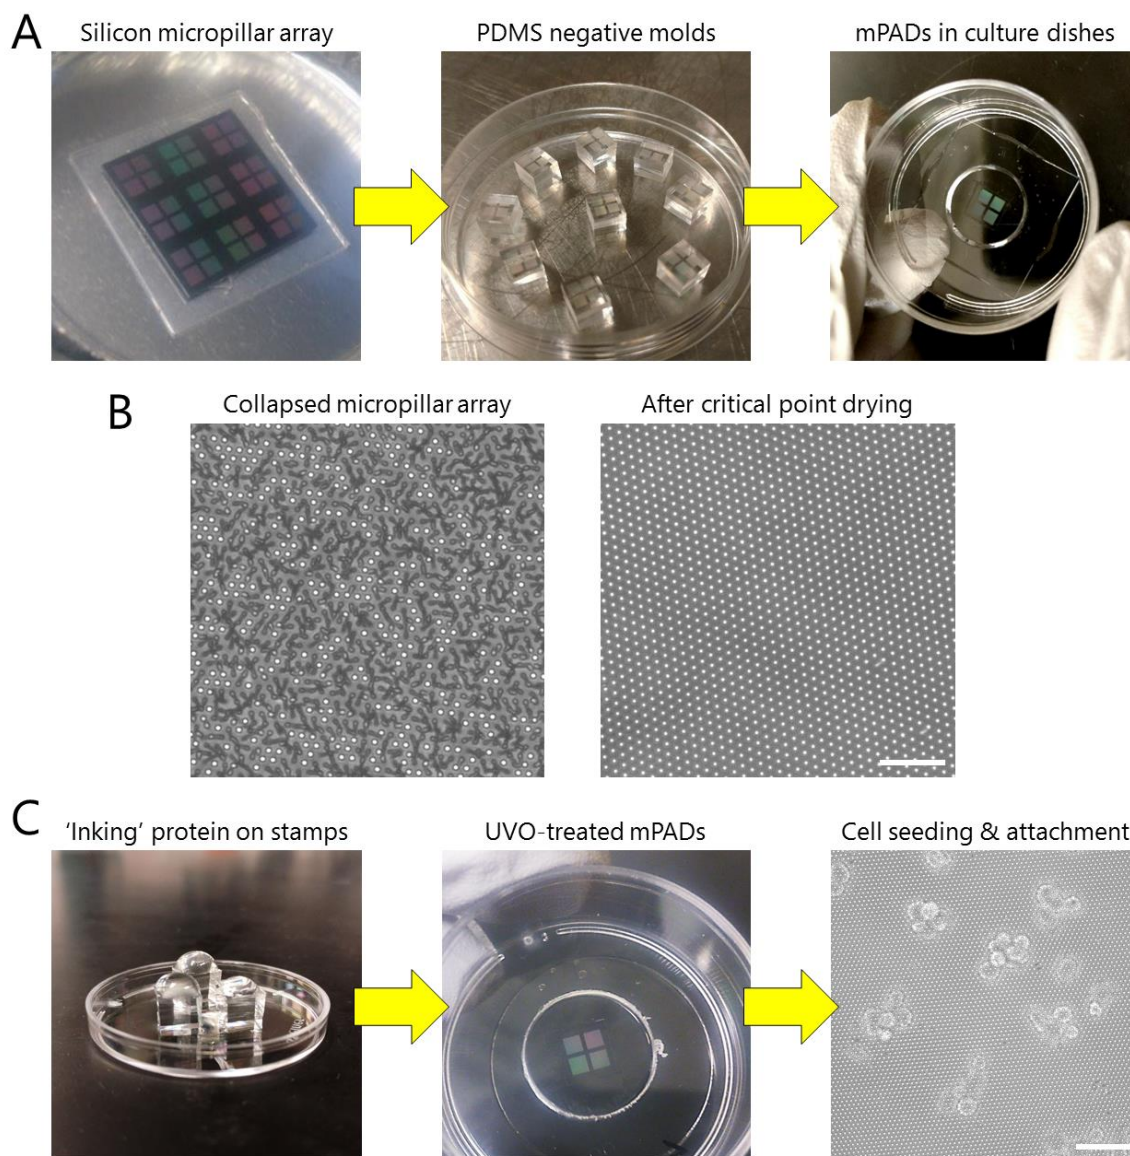 A
Silicon micropillar array
PDMS negative molds
mPADs in culture dishes
B
Collapsed micropillar array
After critical point drying
C
‘Inking’ protein on stamps
UVO-treated mPADs
Cell seeding & attachment